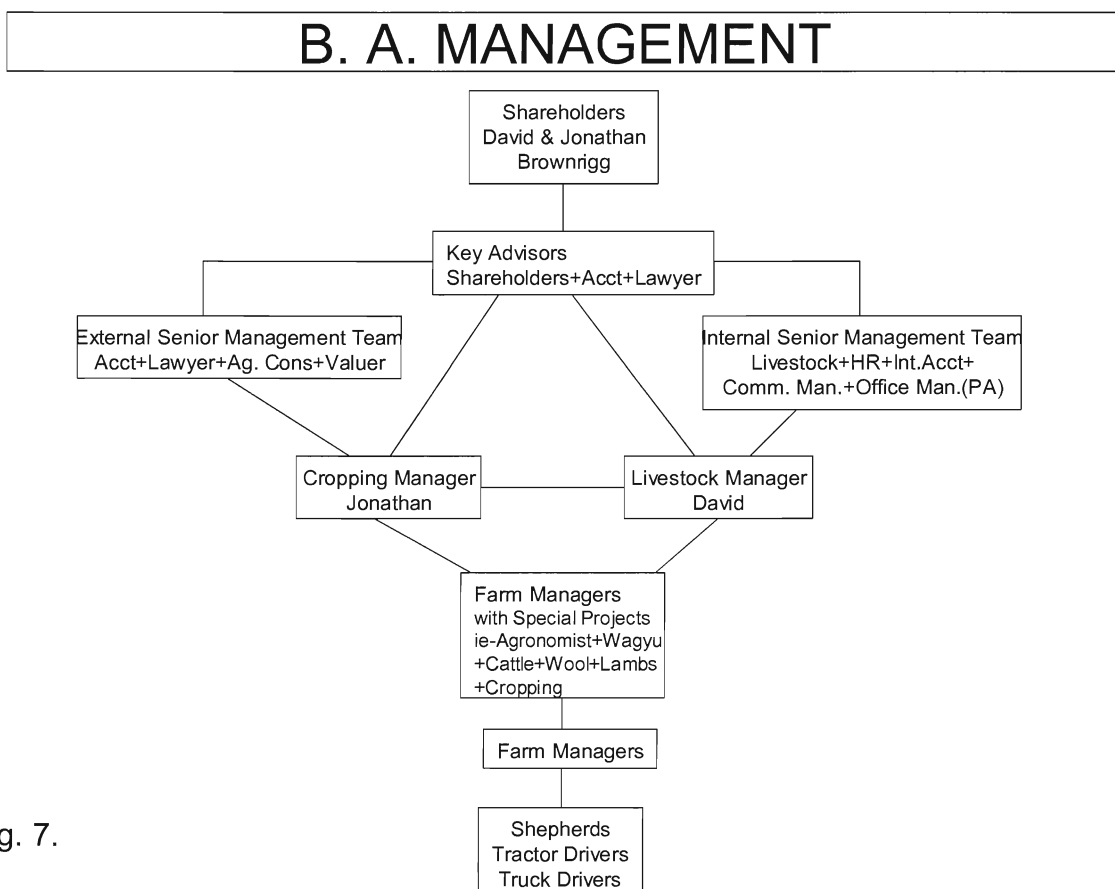 B. A. MANAGEMENT
Shareholders
David & Jonathan
Brownrigg
Key Advisors
Shareholders+Acct+Lawyer
External Senior Management Team
Acct+Lawyer+Ag. Cons+Valuer
Internal Senior Management Team
Livestock+HR+Int.Acct+
Comm. Man.+Office Man.(PA)
Cropping Manager
Jonathan
Livestock Manager
David
Farm Managers
with Special Projects
ie-Agronomist+Wagyu
+Cattle+Wool+Lambs
+Cropping
Farm Managers
Shepherds
Tractor Drivers
Truck Drivers
g. 7.